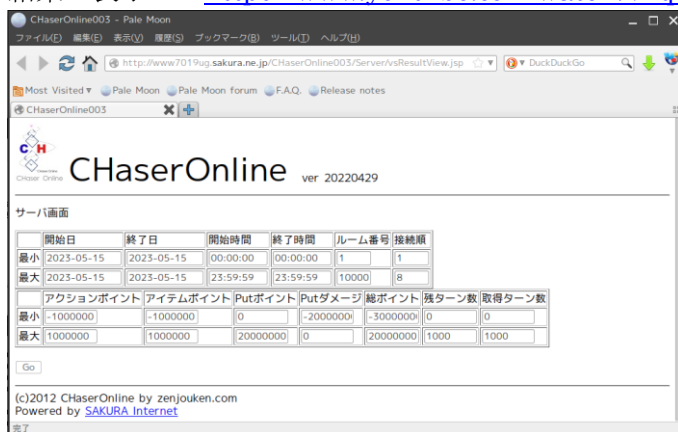 CHaserOnline003 - Pale Moon
ファイル(F) 編集(E) 表示(V) 履歴(S) ブックマーク(B) ツール(T) ヘルプ(H)
http://www7019ug.sakura.ne.jp/CHaserOnline003/Server/vsResultView.jsp DuckDuckGo
Most Visited Pale Moon Pale Moon forum F.A.Q. Release notes
CHaserOnline003
CHaserOnline ver 20220429
サーバ画面
開始日 終了日 開始時間 終了時間 ルーム番号 接続順
最小 2023-05-15 2023-05-15 00:00:00 00:00:00 1 1
最大 2023-05-15 2023-05-15 23:59:59 23:59:59 10000 8
アクションポイント アイテムポイント Putポイント Putダメージ 総ポイント 残ターン数 取得ターン数
最小 -1000000 -1000000 0 -2000000 -3000000 0 0
最大 1000000 1000000 20000000 0 20000000 1000 1000
Go
(c)2012 CHaserOnline by zenjouken.com
Powered by SAKURA Internet
完了